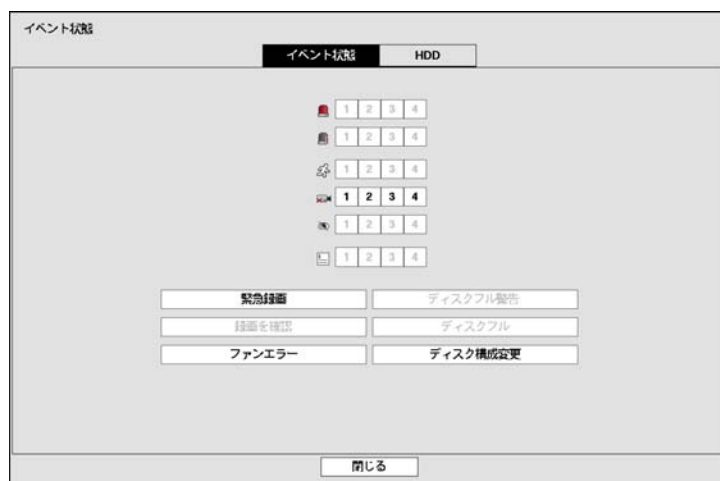 イベント状態
イベント状態 HDD
1 2 3 4
1 2 3 4
1 2 3 4
1 2 3 4
1 2 3 4
1 2 3 4
緊急録画 ディスクフル警告
録画を確認 ディスクフル
ファンエラー ディスク構成変更
閉じる